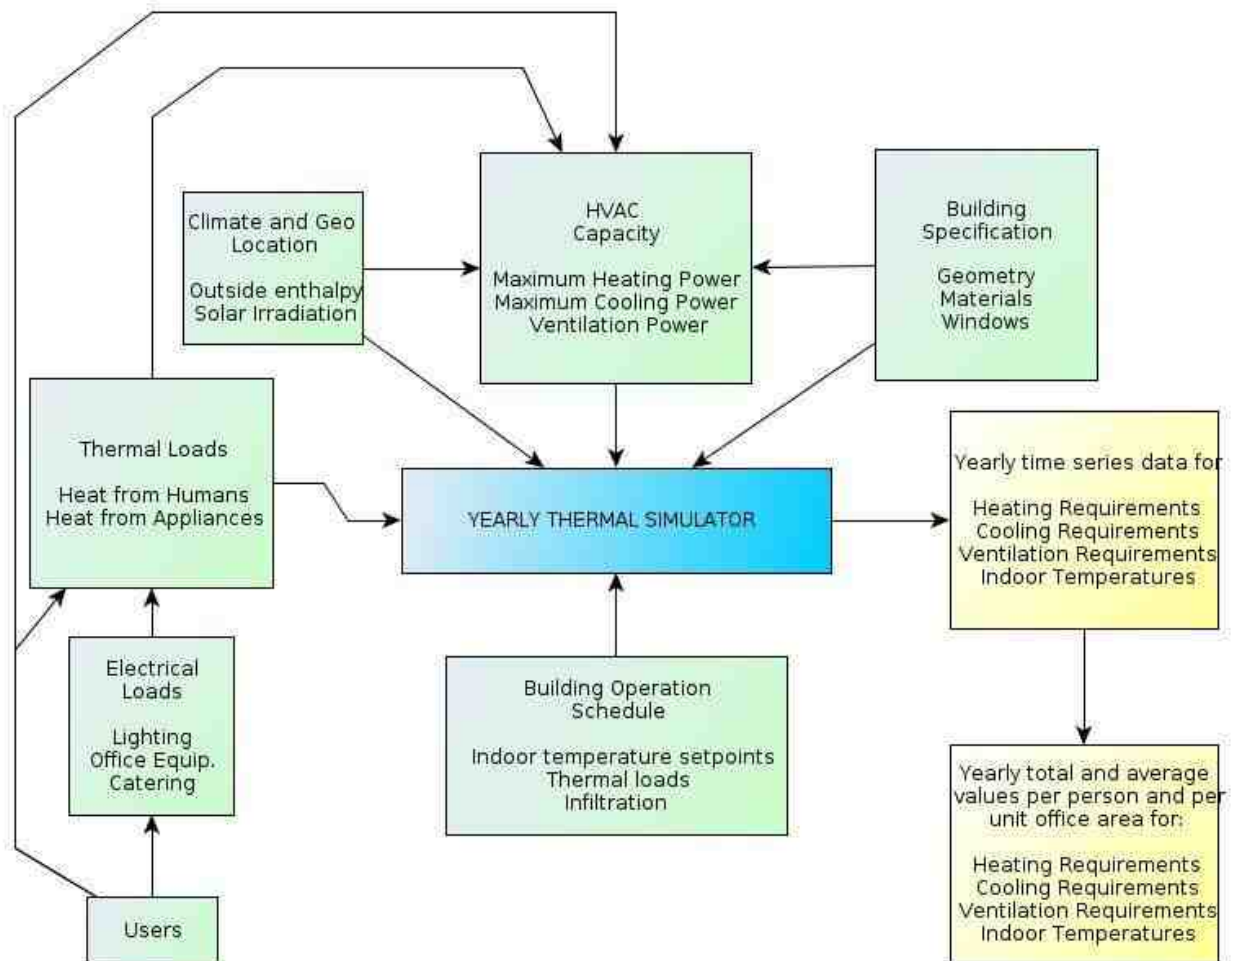 HVAC
Capacity
Maximum Heating Power
Maximum Cooling Power
Ventilation Power
Building
Specification
Geometry
Materials
Windows
Climate and Geo
Location
Outside enthalpy
Solar Irradiation
Thermal Loads
Heat from Humans
Heat from Appliances
YEARLY THERMAL SIMULATOR
Yearly time series data for
Heating Requirements
Cooling Requirements
Ventilation Requirements
Indoor Temperatures
Electrical
Loads
Lighting
Office Equip.
Catering
Building Operation
Schedule
Indoor temperature setpoints
Thermal loads
Infiltration
Yearly total and average
values per person and per
unit office area for:
Heating Requirements
Cooling Requirements
Ventilation Requirements
Indoor Temperatures
Users